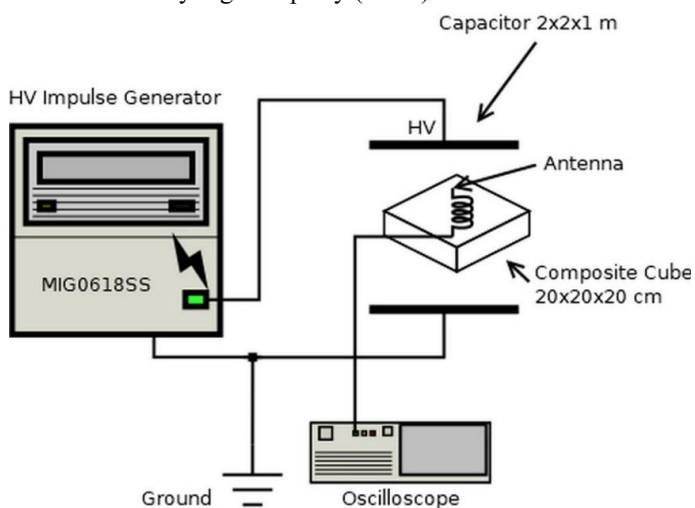 Capacitor 2x2x1 m
HV Impulse Generator
HV
Antenna
MIG0618SS
Composite Cube
20x20x20 cm
Ground
Oscilloscope